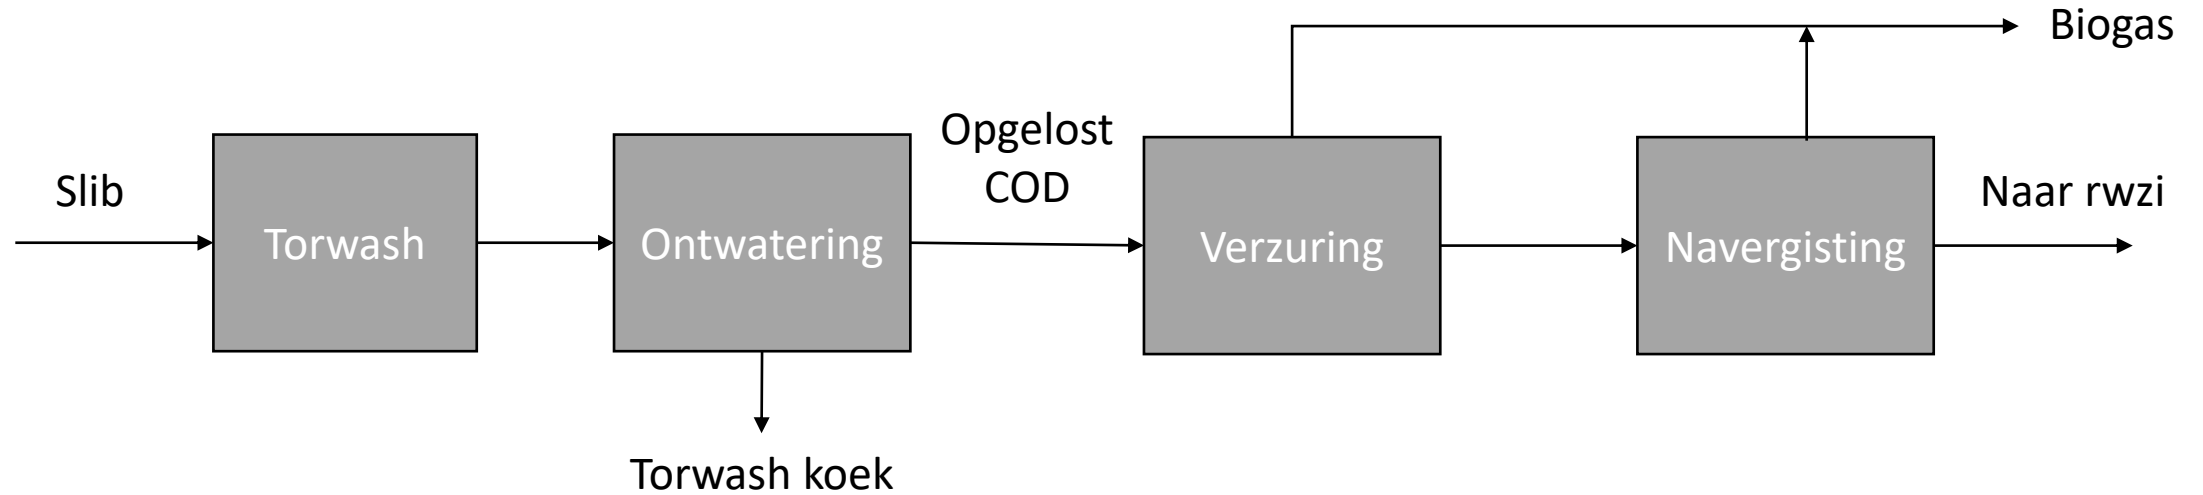 Biogas
Opgelost
COD
Slib
Naar rwzi
Torwash
Ontwatering
Verzuring
Navergisting
Torwash koek